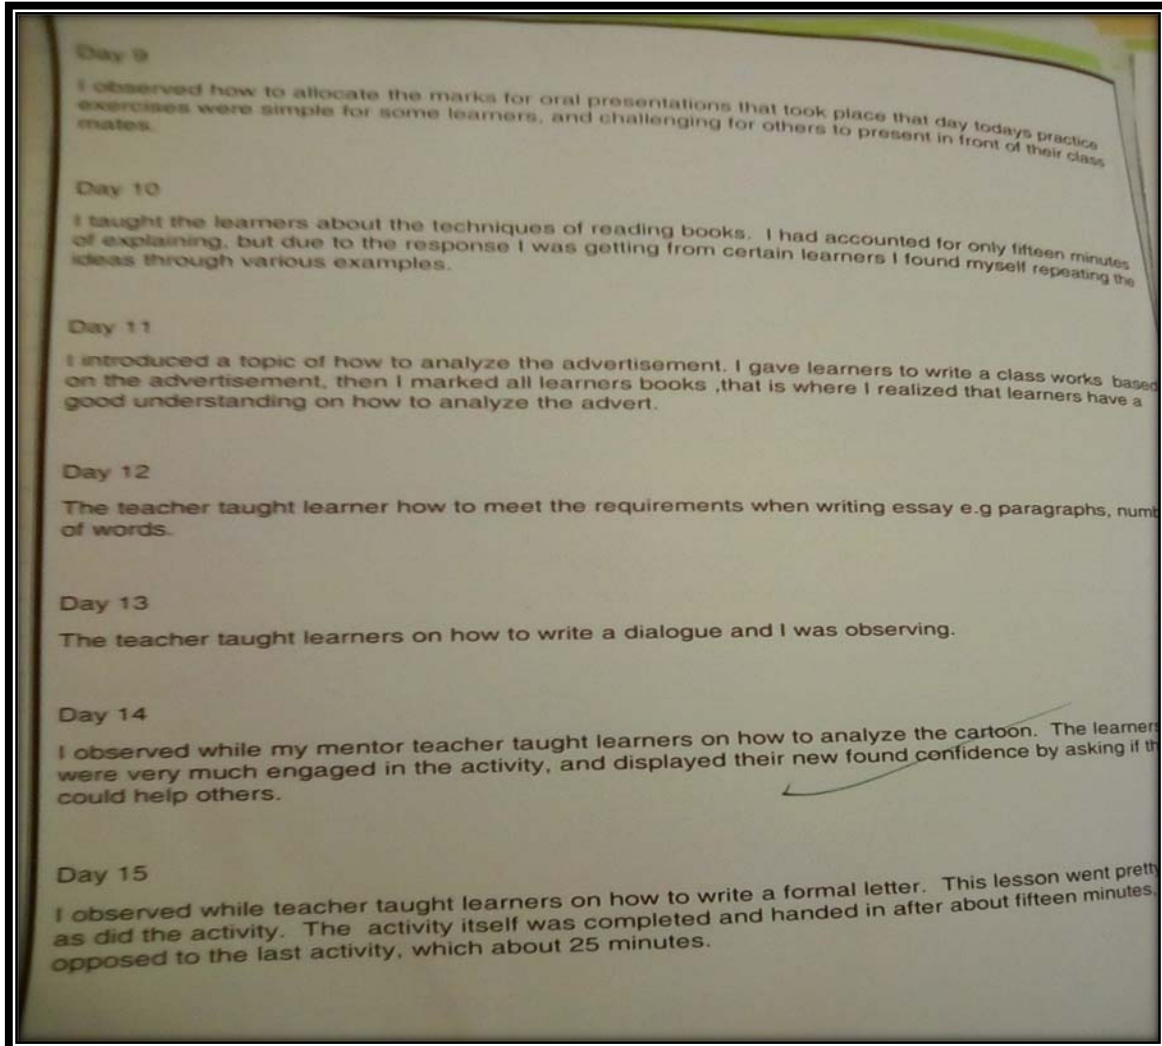 Day 9
I observed how to allocate the marks for oral presentations that took place that day todays practice
exercises were simple for some learners, and challenging for others to present in front of their class
mates.
Day 10
I taught the learners about the techniques of reading books. I had accounted for only fifteen minutes
of explaining, but due to the response I was getting from certain learners I found myself repeating the
ideas through various examples.
Day 11
I introduced a topic of how to analyze the advertisement. I gave learners to write a class works based
on the advertisement, then I marked all learners books ,that is where I realized that learners have a
good understanding on how to analyze the advert.
Day 12
The teacher taught learner how to meet the requirements when writing essay e.g paragraphs,
of words.
Day 13
The teacher taught learners on how to write a dialogue and I was observing.
Day 14
I observed while my mentor teacher taught learners on how to analyze the cartoon. The learners
were very much engaged in the activity, and displayed their new found confidence by asking if
could help others.
Day 15
I observed while teacher taught learners on how to write a formal letter. This lesson went pretty
as did the activity. The activity itself was completed and handed in after about fifteen minutes,
opposed to the last activity, which about 25 minutes.